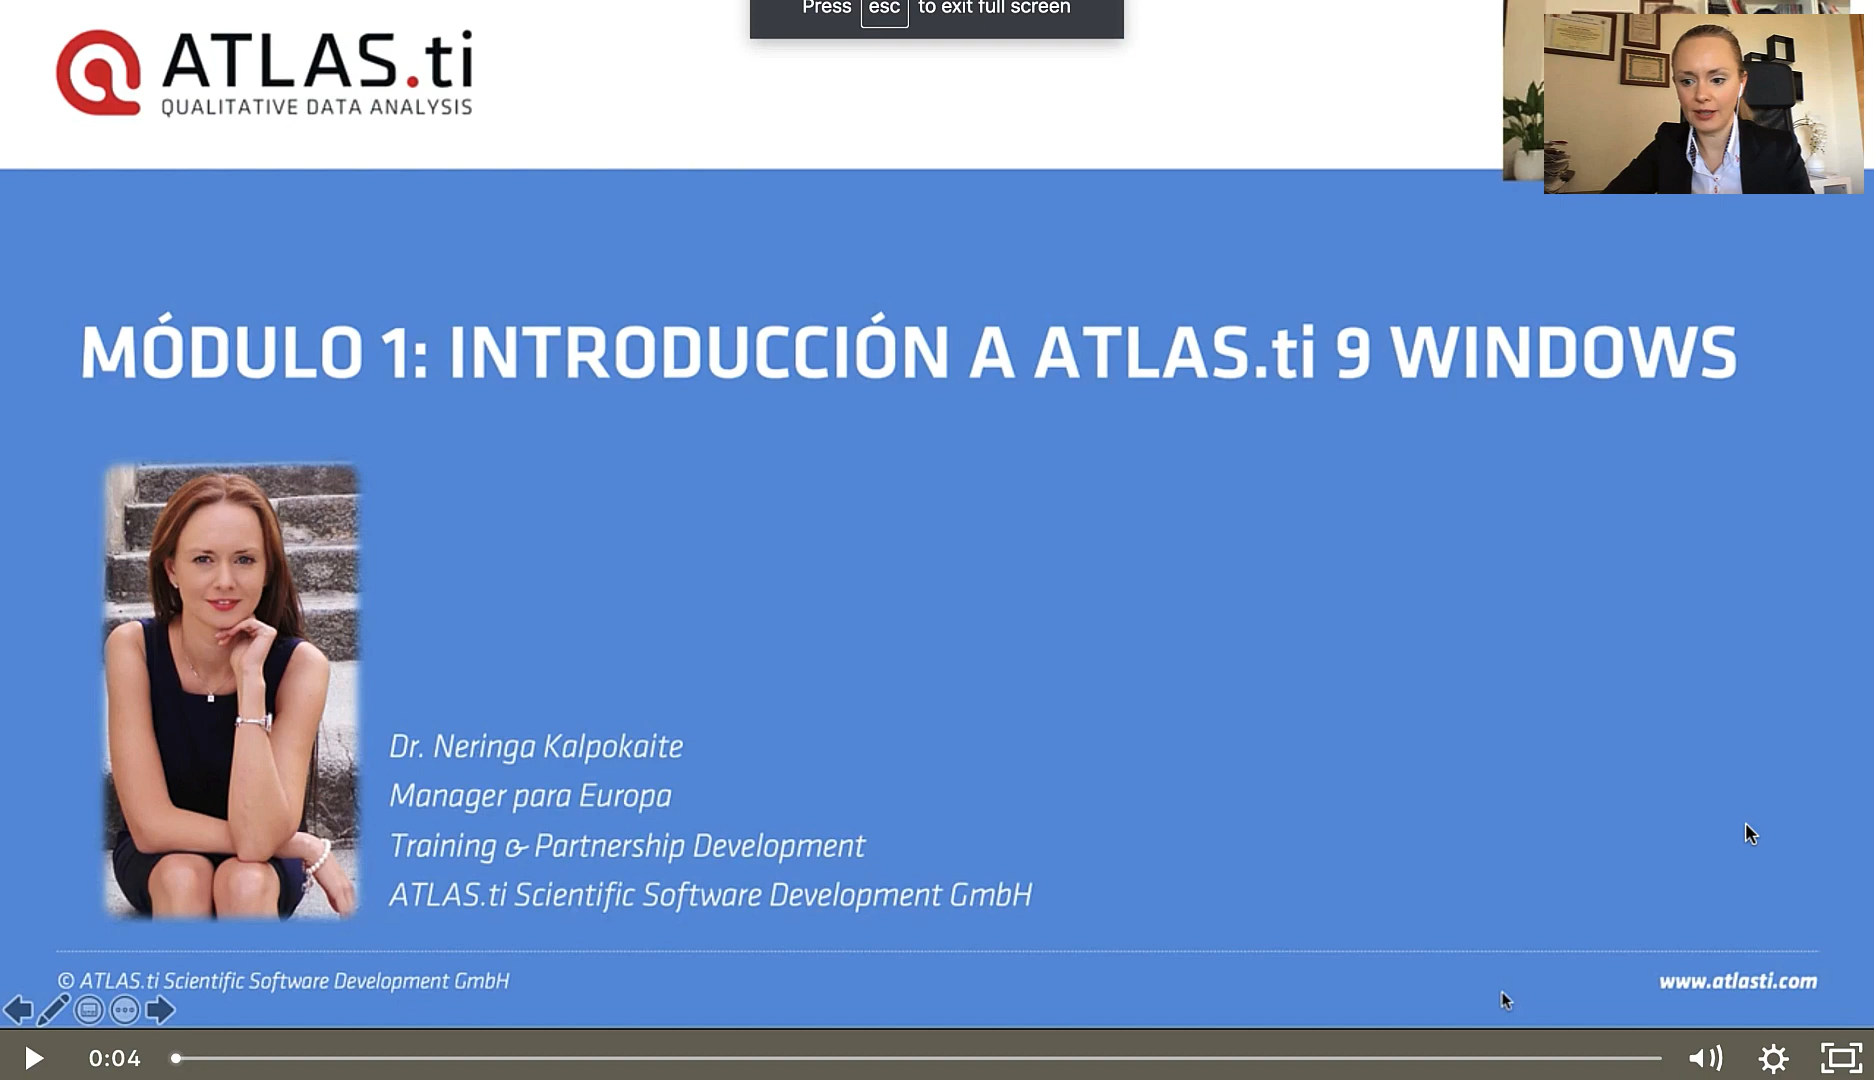 Press esc to exit full screen
ATLAS.ti
QUALITATIVE DATA ANALYSIS
MÓDULO 1: INTRODUCCIÓN A ATLAS.ti 9 WINDOWS
Dr. Neringa Kalpokaite
Manager para Europa
Training & Partnership Development
ATLAS.ti Scientific Software Development GmbH
© ATLAS.ti Scientific Software Development GmbH
www.atlasti.com
0:04